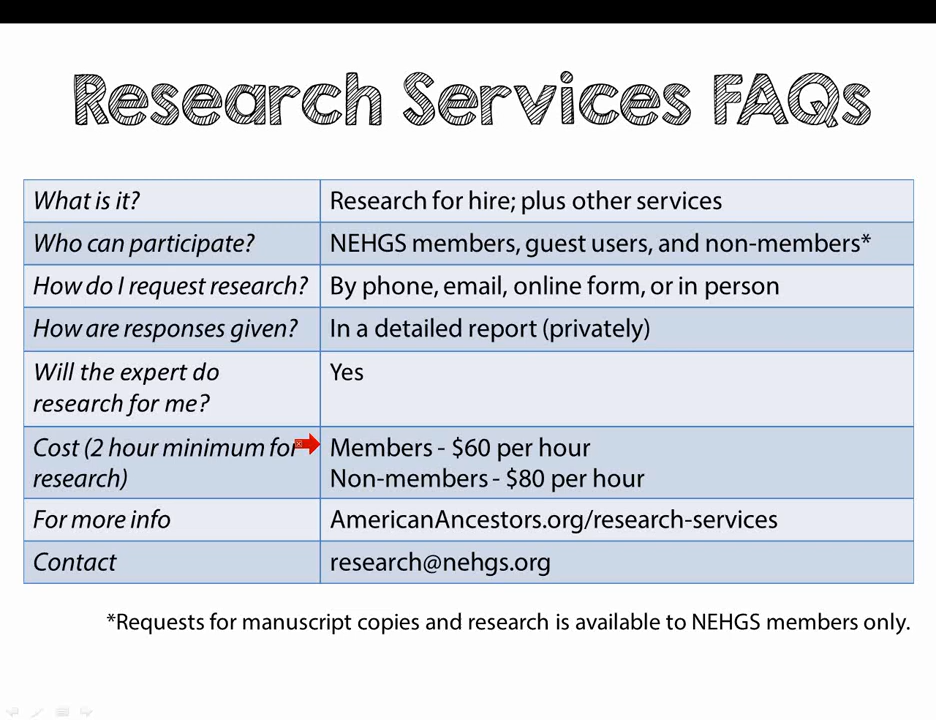 Research Services FAQs
What is it? Research for hire; plus other services
Who can participate? NEHGS members, guest users, and non-members*
How do I request research? By phone, email, online form, or in person
How are responses given? In a detailed report (privately)
Will the expert do Yes
research for me?
Cost (2 hour minimum for Members - $60 per hour
research) Non-members - $80 per hour
For more info AmericanAncestors.org/research-services
Contact research@nehgs.org
*Requests for manuscript copies and research is available to NEHGS members only.